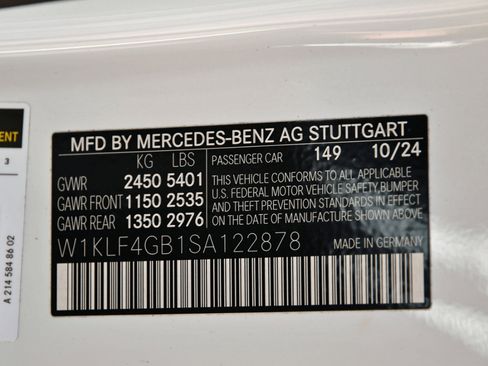 MFD BY MERCEDES-BENZ AG STUTTGART
KG LBS
PASSENGER CAR 149 10/24
GVWR 2450 5401
GAWR FRONT 1150 2535
GAWR REAR 1350 2976
THIS VEHICLE CONFORMS TO ALL APPLICABLE
U.S. FEDERAL MOTOR VEHICLE SAFETY, BUMPER
AND THEFT PREVENTION STANDARDS IN EFFECT
ON THE DATE OF MANUFACTURE SHOWN ABOVE.
W1KLF4GB1SA122878
MADE IN GERMANY
ENT
3
A 214 584 86 02